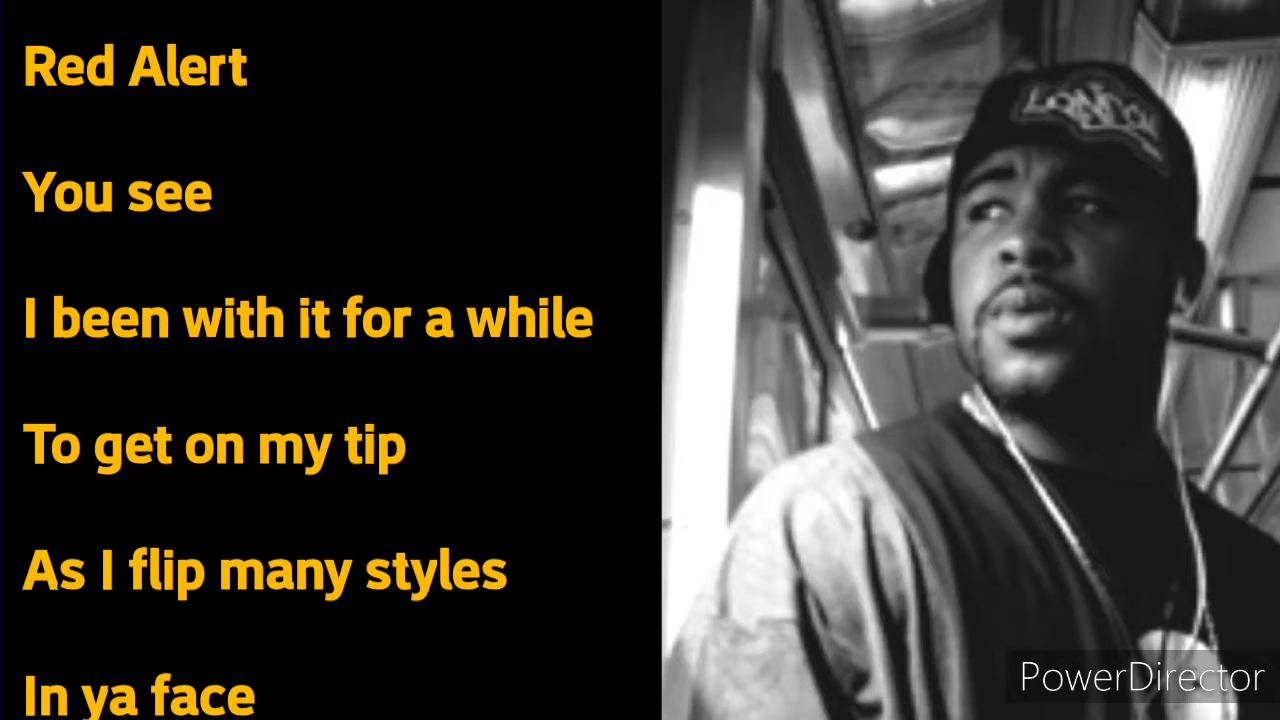 Red Alert
You see
I been with it for a while
To get on my tip
As I flip many styles
In ya face
LONDON
PowerDirector